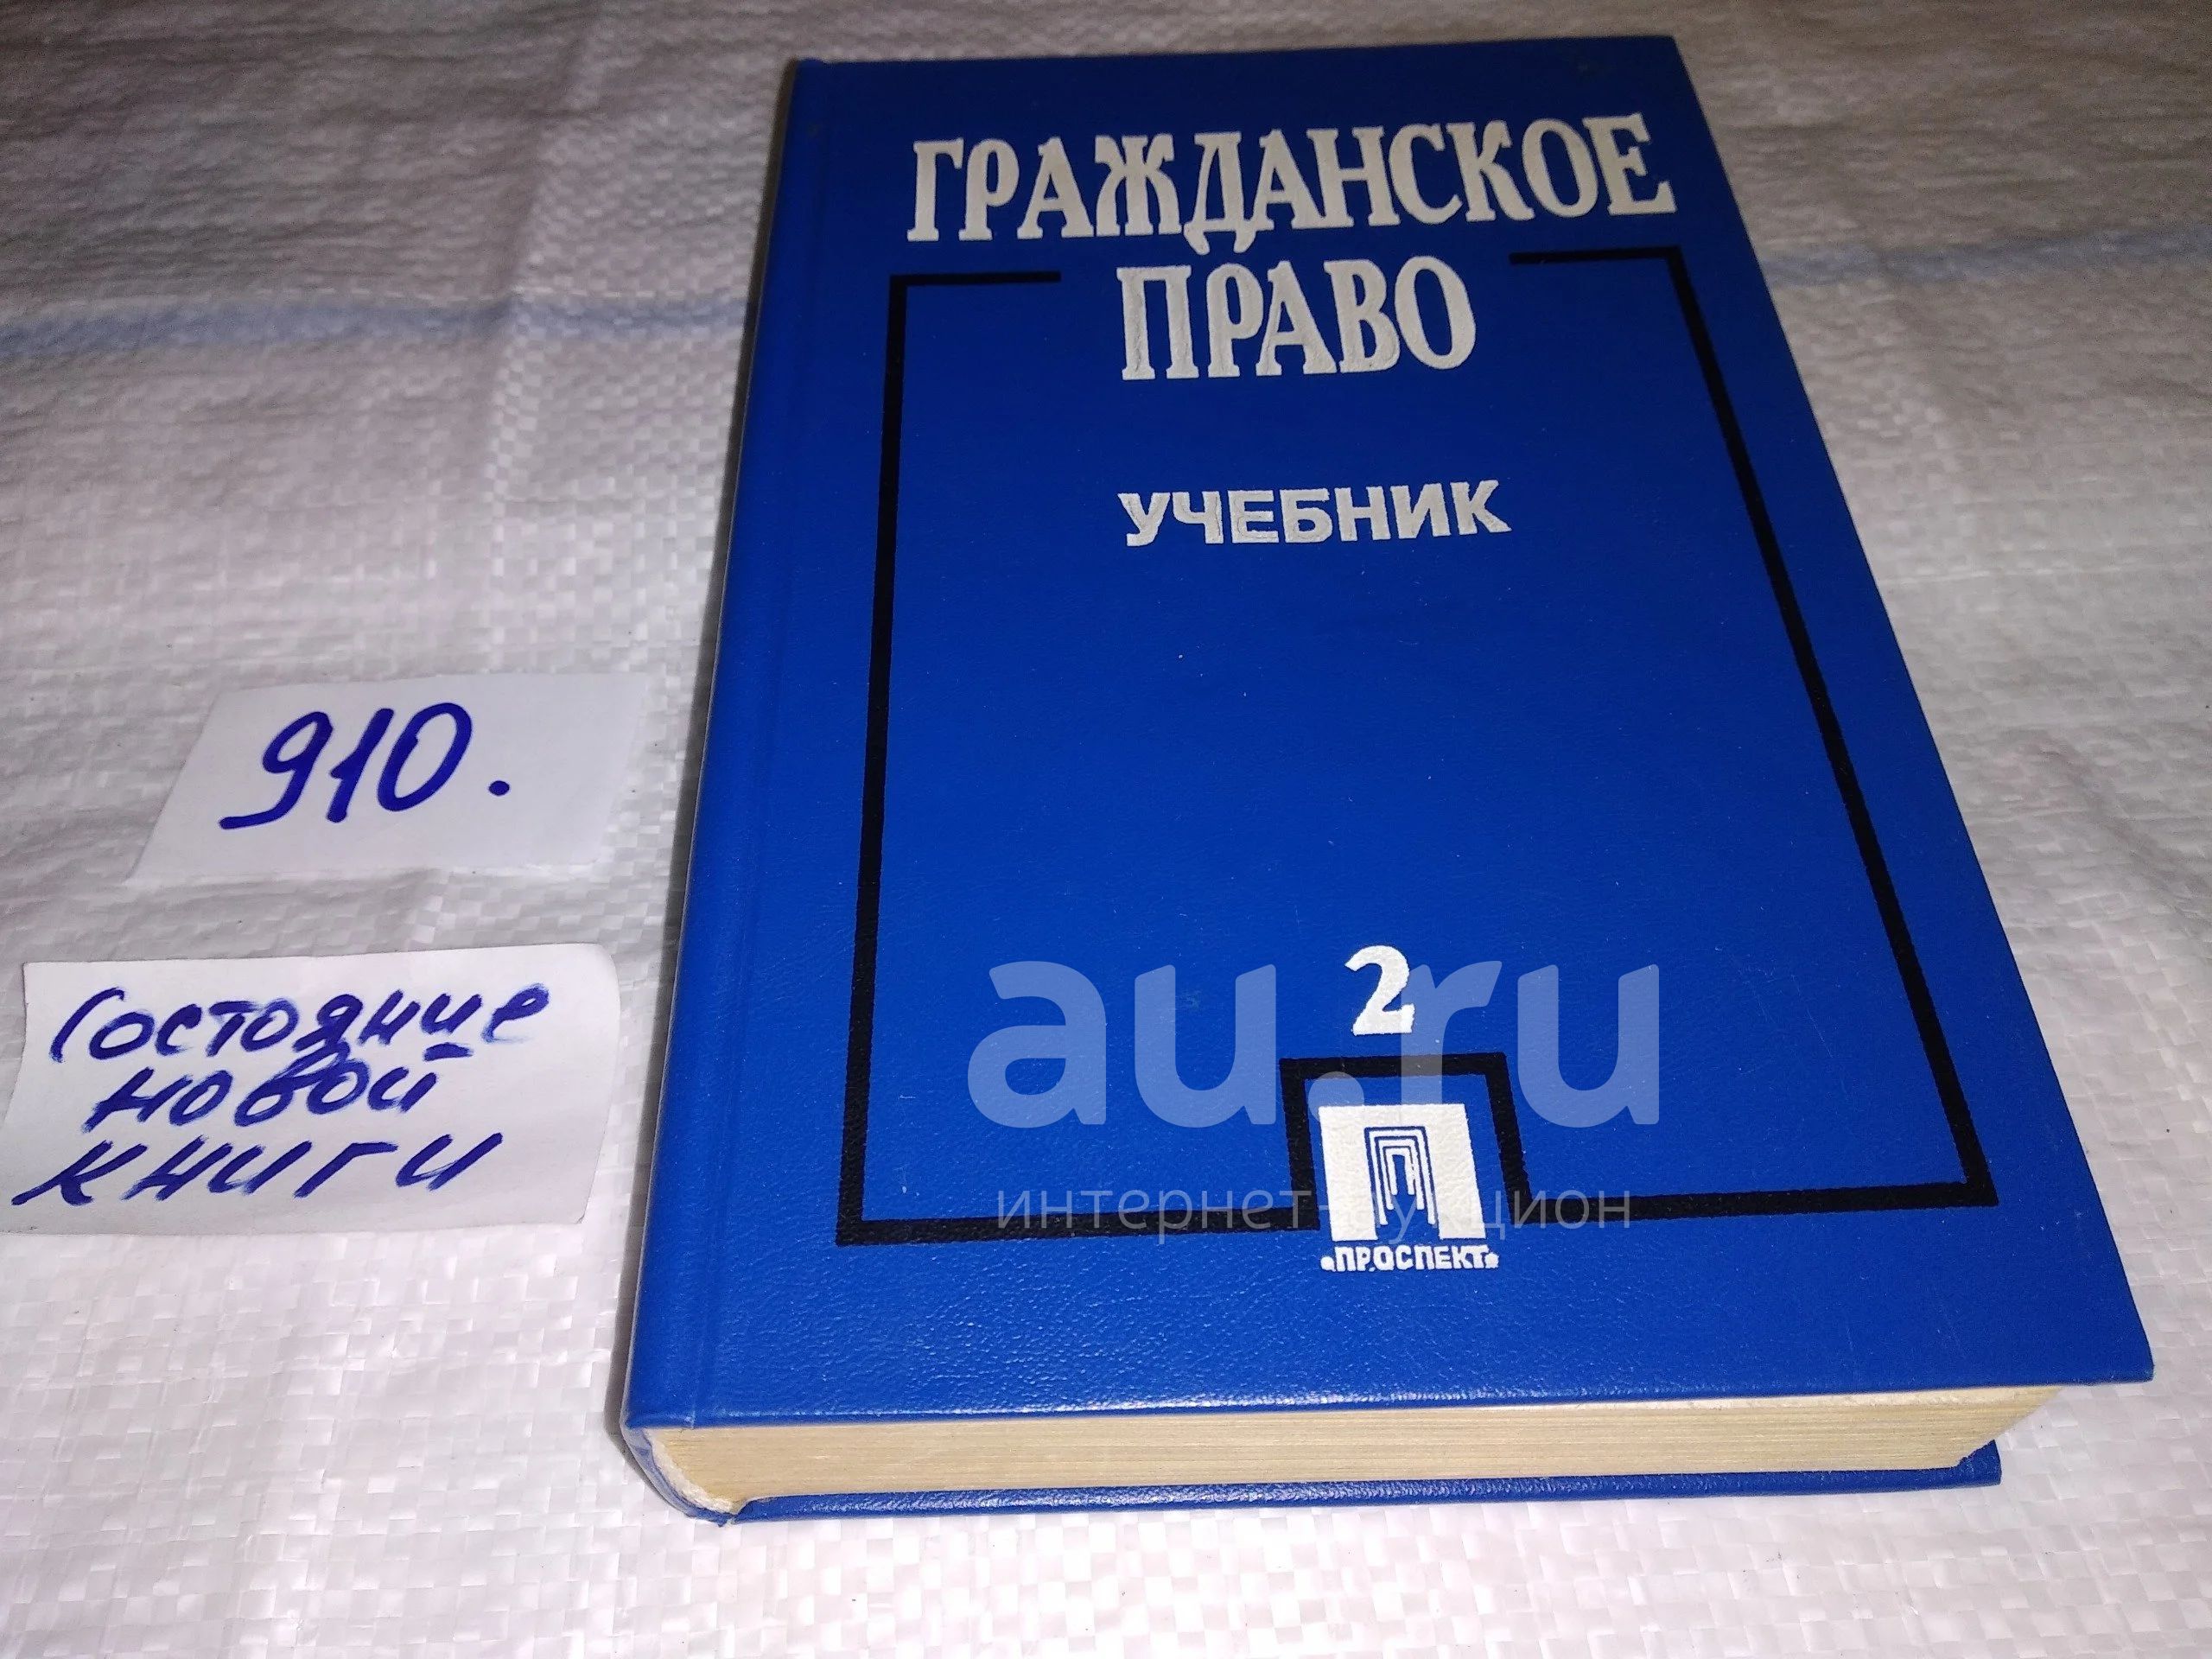 ГРАЖДАНСКОЕ
ПРАВО
УЧЕБНИК
910.
Состояние
новой
книги
2
au.ru
интернет-аукцион
«ПРОСПЕКТ»